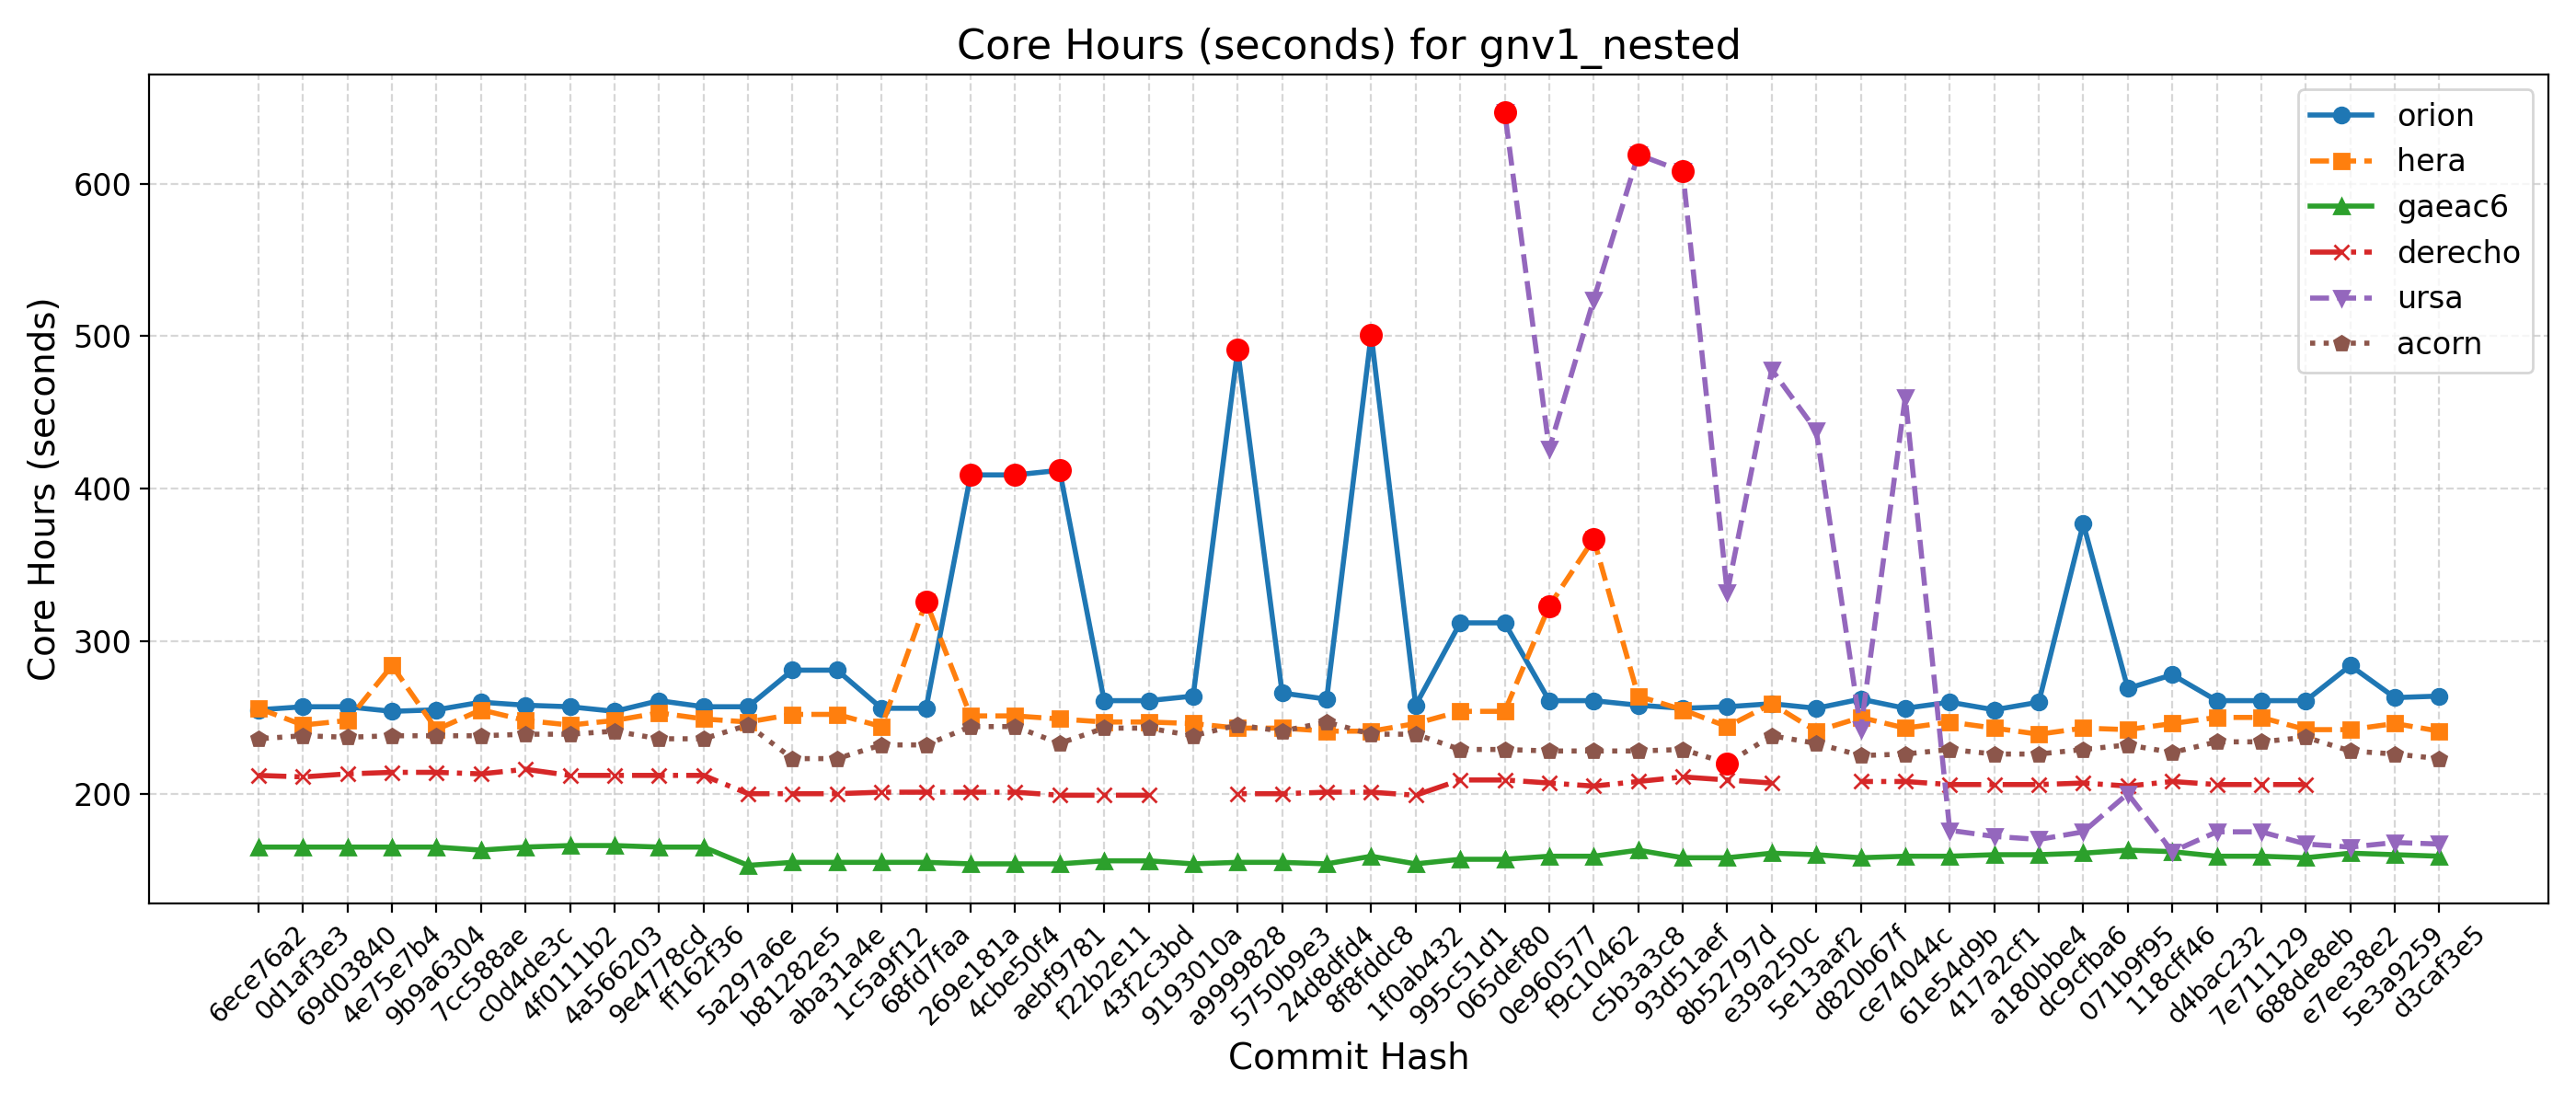 Core Hours (seconds) for gnv1_nested
Core Hours (seconds)
600
500
400
300
200
orion
hera
gaeac6
derecho
ursa
acorn
6ece76a2
0d1af3e3
69d03840
4e75e7b4
9b9a6304
7cc588ae
c0d4de3c
4f0111b2
4a566203
9e4778cd
ff162f36
5a297a6e
b81282e5
aba31a4e
1c5a9f12
68fd7faa
269e181a
4cbe50f4
aebf9781
f22b2e11
43f2c3bd
9193010a
a9999828
5750b9e3
24d8dfd4
8f8fddc8
1f0ab432
995c51d1
065def80
0e960577
f9c10462
c5b3a3c8
93d51aef
8b52797d
e39a250c
5e13aaf2
d820b67f
ce74044c
61e54d9b
417a2cf1
a180bbe4
dc9cfba6
071b9f95
118cff46
d4bac232
7e711129
688de8eb
e7ee38e2
5e3a9259
d3caf3e5
Commit Hash